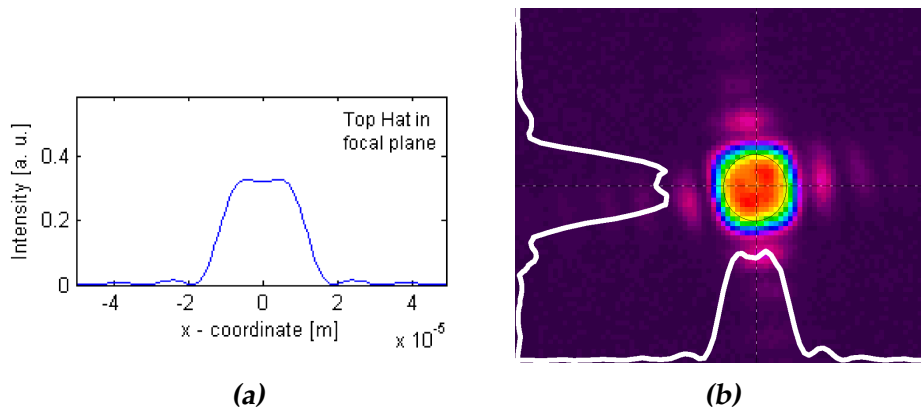 Top Hat in
focal plane
Intensity [a. u.]
0.4
0.2
0
-4 -2 0 2 4
x - coordinate [m]
x 10^-5
(a) (b)